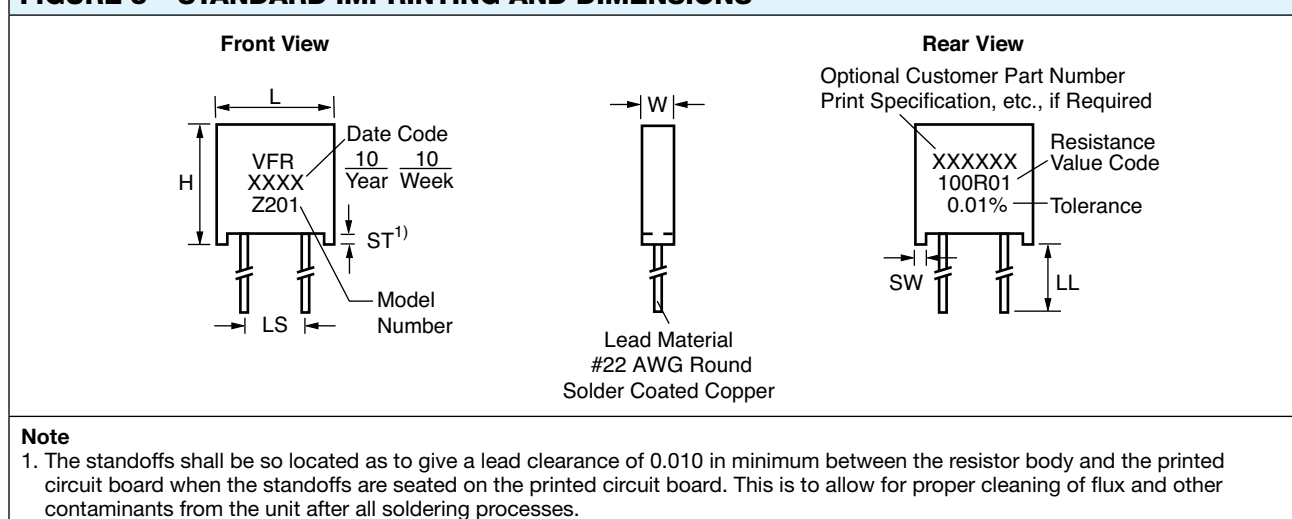 FIGURE 3 - STANDARD IMPRINTING AND DIMENSIONS
Front View
L
H
VFR
XXXX
Z201
Date Code
10 10
Year Week
ST1)
LS
Model
Number
W
Lead Material
#22 AWG Round
Solder Coated Copper
Rear View
Optional Customer Part Number
Print Specification, etc., if Required
XXXXXX
100R01
0.01%
Resistance
Value Code
Tolerance
SW
LL
Note
1. The standoffs shall be so located as to give a lead clearance of 0.010 in minimum between the resistor body and the printed
circuit board when the standoffs are seated on the printed circuit board. This is to allow for proper cleaning of flux and other
contaminants from the unit after all soldering processes.